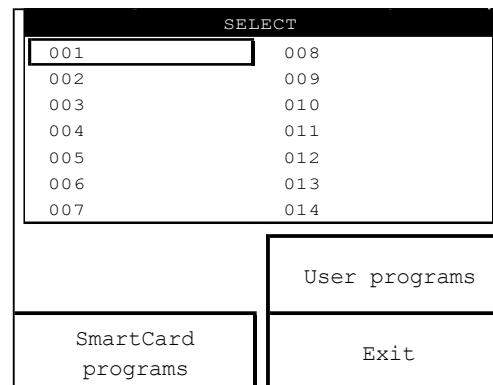 SELECT
001 008
002 009
003 010
004 011
005 012
006 013
007 014
User programs
SmartCard
programs
Exit